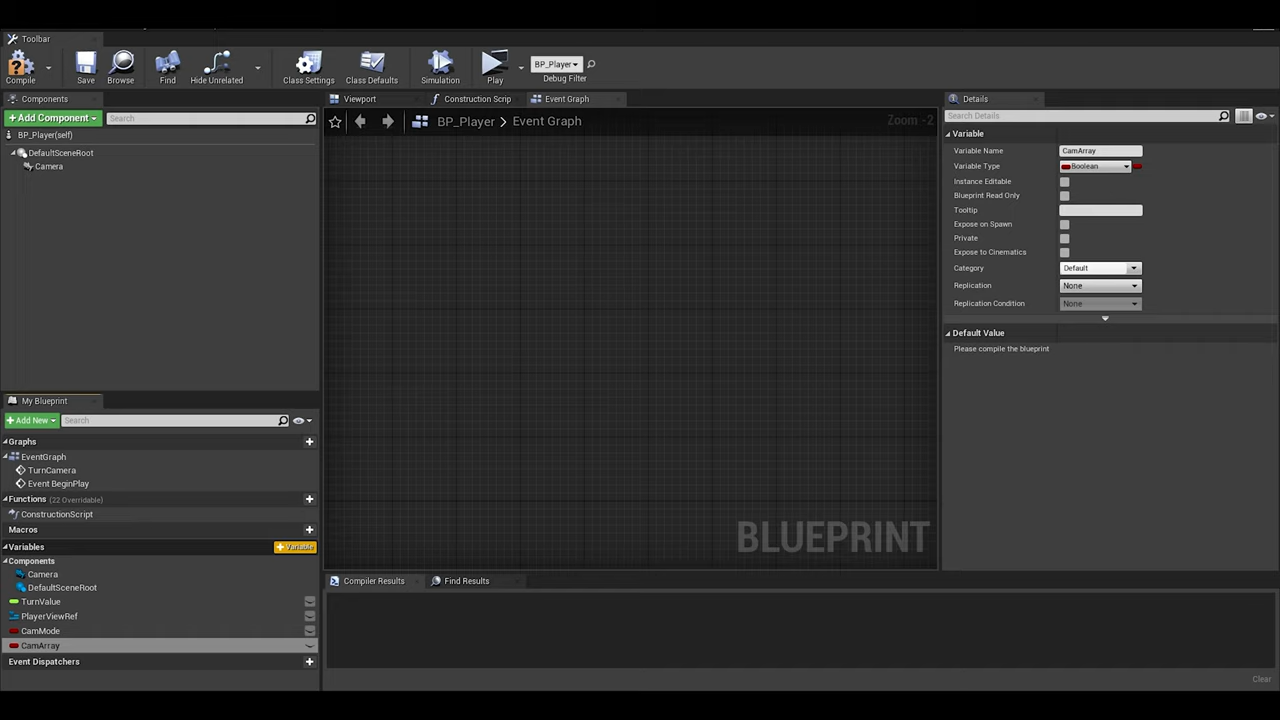 Toolbar
Compile
Save
Browse
Find
Hide Unrelated
Class Settings
Class Defaults
Simulation
Play
BP_Player
Debug Filter
Components
+Add Component
Search
BP_Player(self)
DefaultSceneRoot
Camera
My Blueprint
+Add New
Search
Graphs
EventGraph
TurnCamera
Event BeginPlay
Functions (22 Overridable)
ConstructionScript
Macros
Variables
+Variable
Components
Camera
DefaultSceneRoot
TurnValue
PlayerViewRef
CamMode
CamArray
Event Dispatchers
Viewport
Construction Scrip
Event Graph
BP_Player > Event Graph
Zoom -2
BLUEPRINT
Compiler Results
Find Results
Clear
Details
Search Details
Variable
Variable Name CamArray
Variable Type Boolean
Instance Editable
Blueprint Read Only
Tooltip
Expose on Spawn
Private
Expose to Cinematics
Category Default
Replication None
Replication Condition None
Default Value
Please compile the blueprint